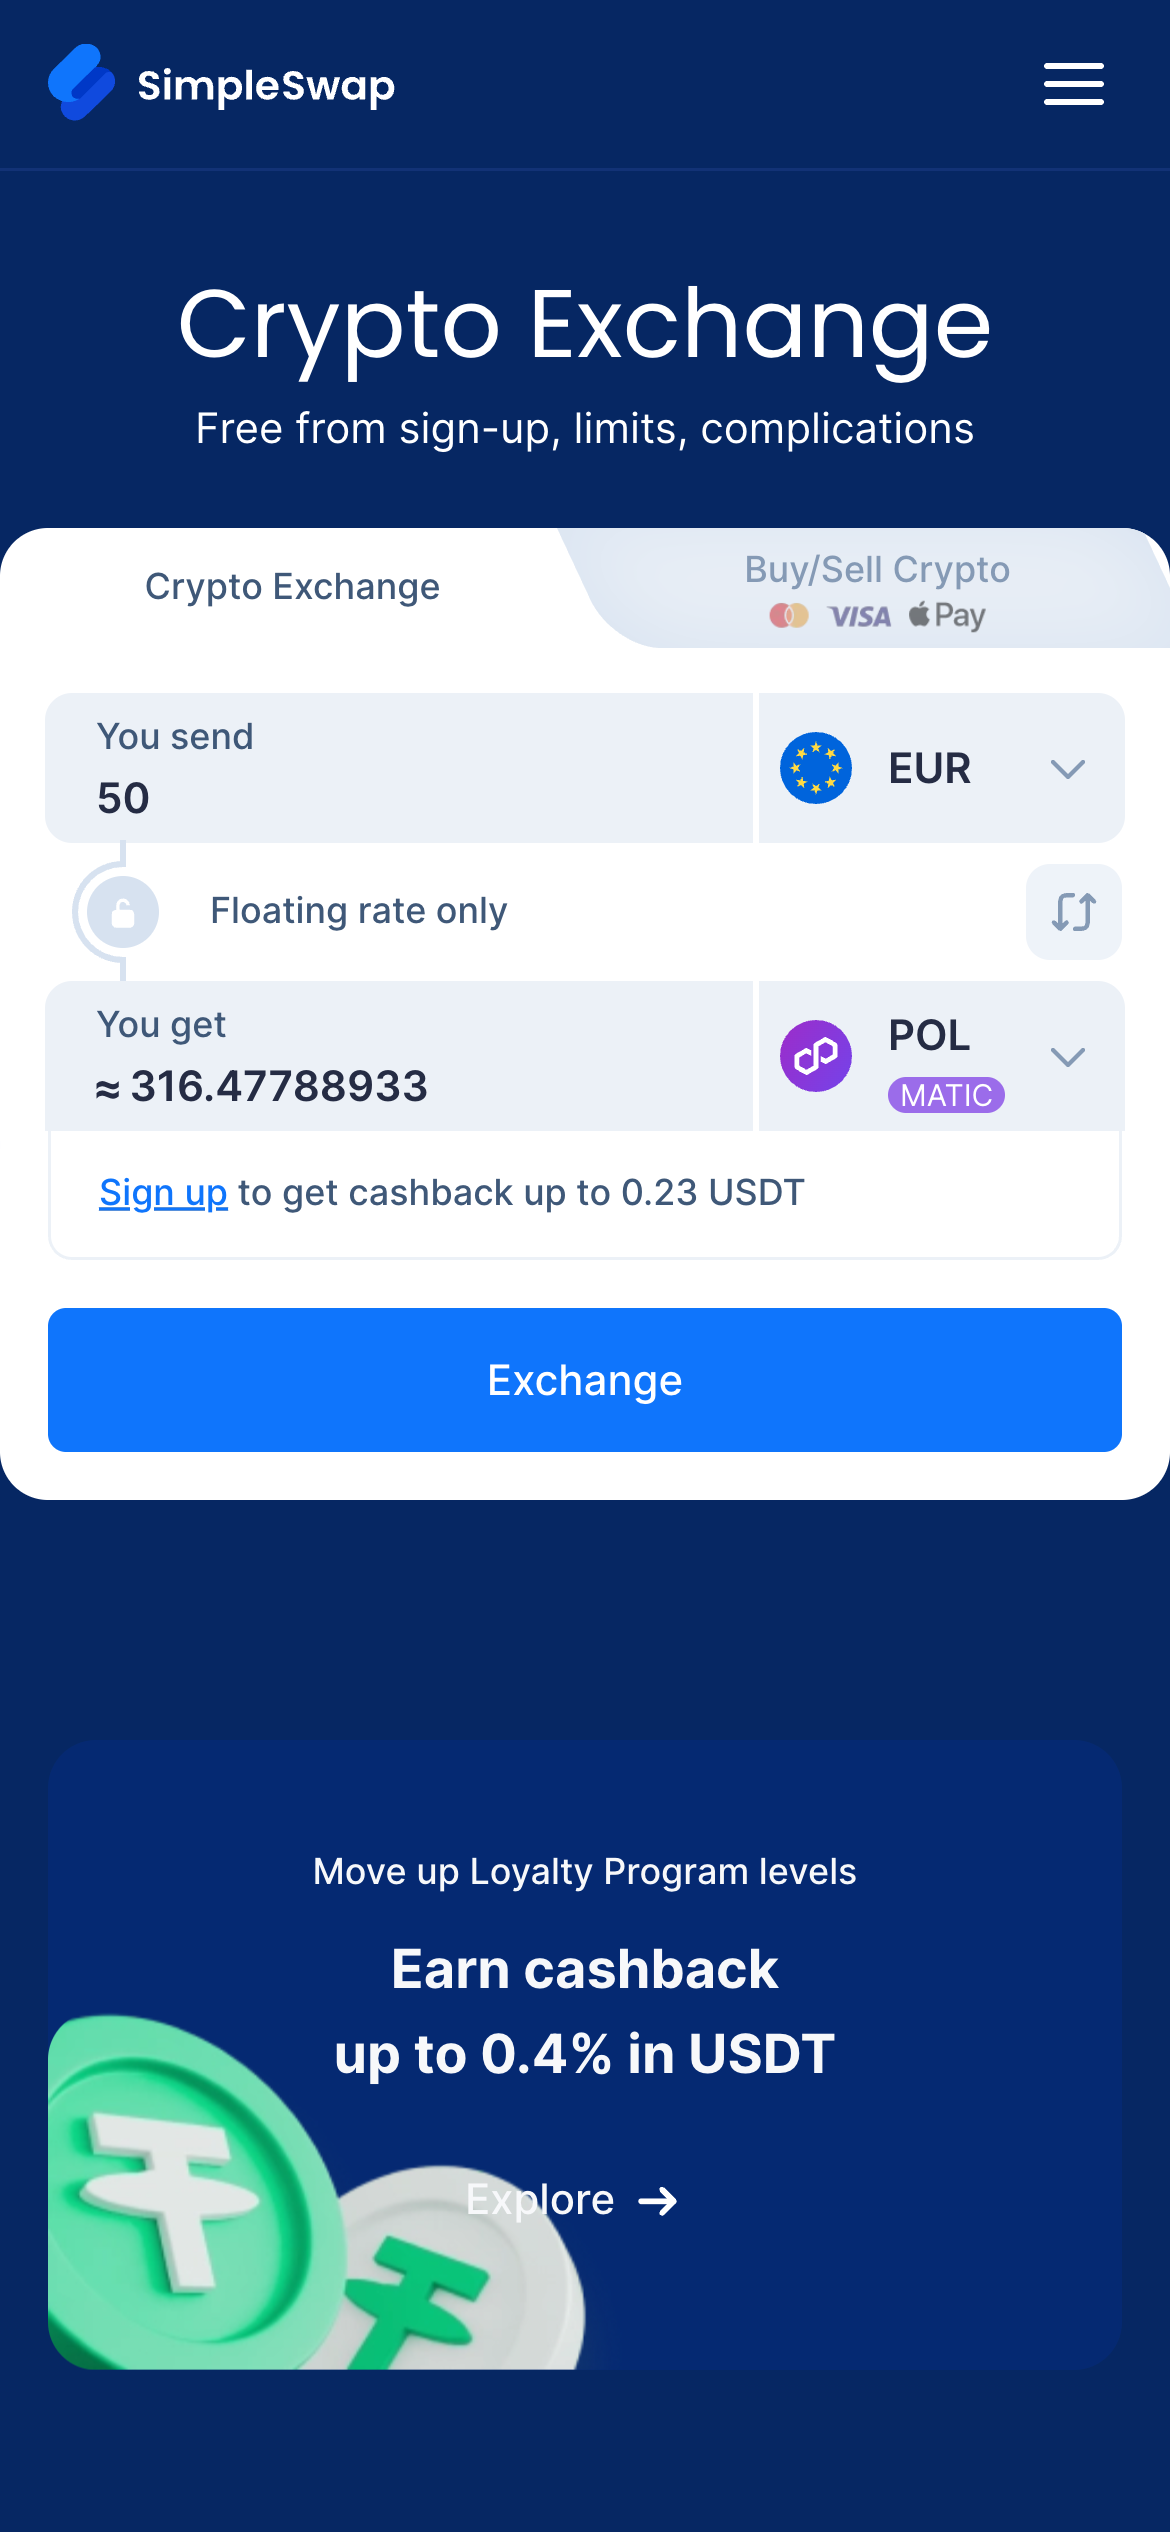 SimpleSwap
Crypto Exchange
Free from sign-up, limits, complications
Crypto Exchange
Buy/Sell Crypto
VISA Pay
You send
50
EUR
Floating rate only
You get
≈ 316.47788933
POL
MATIC
Sign up to get cashback up to 0.23 USDT
Exchange
Move up Loyalty Program levels
Earn cashback
up to 0.4% in USDT
Explore →